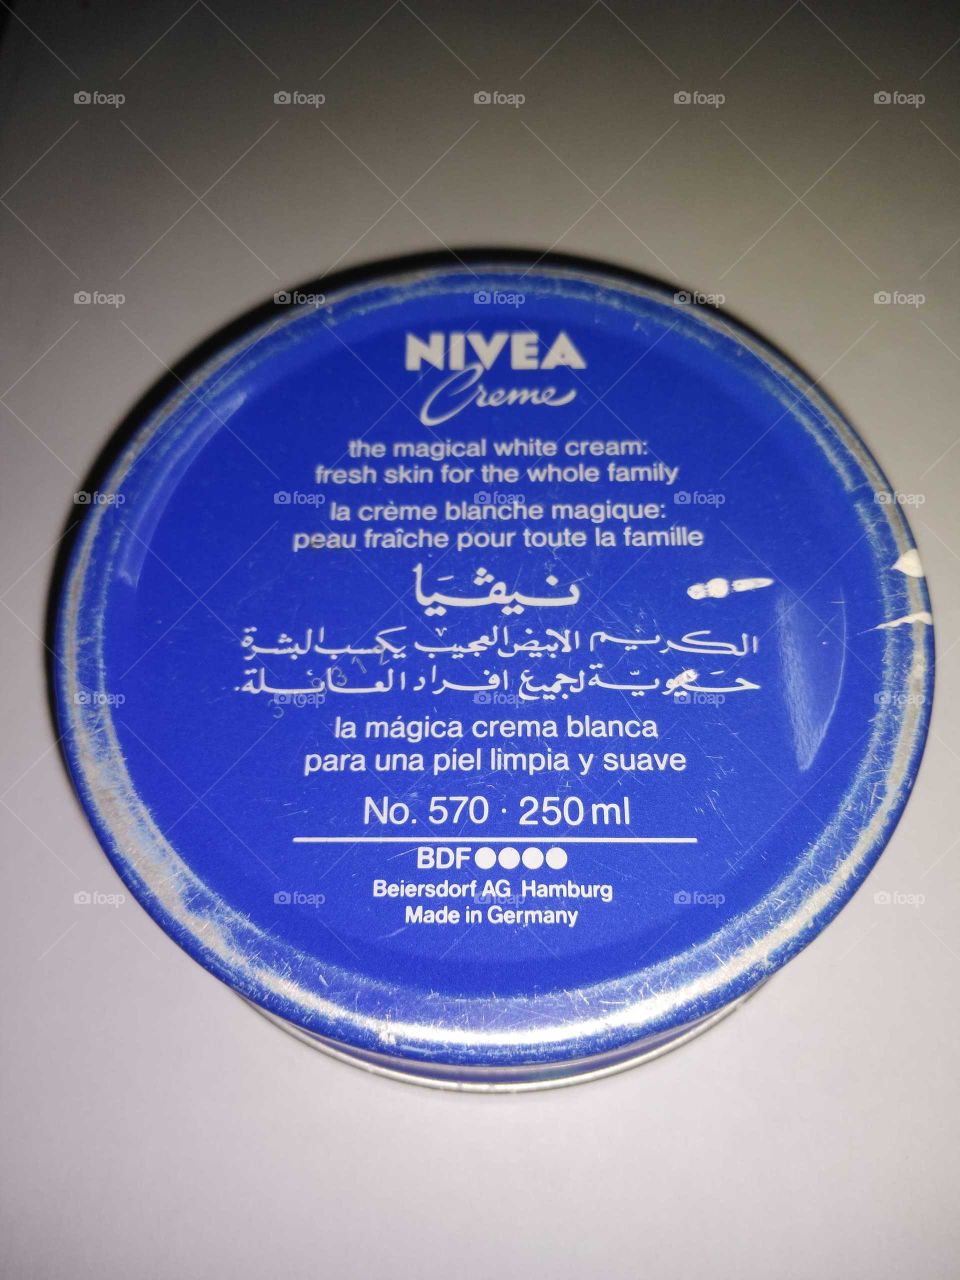 NIVEA
Creme
the magical white cream:
fresh skin for the whole family
la crème blanche magique:
peau fraîche pour toute la famille
نيڤيَا
الكريم الابيض العجيب يكسب البشرة
حيويّة لجميع افراد العائلة.
la mágica crema blanca
para una piel limpia y suave
No. 570 · 250 ml
BDF●●●●
Beiersdorf AG Hamburg
Made in Germany